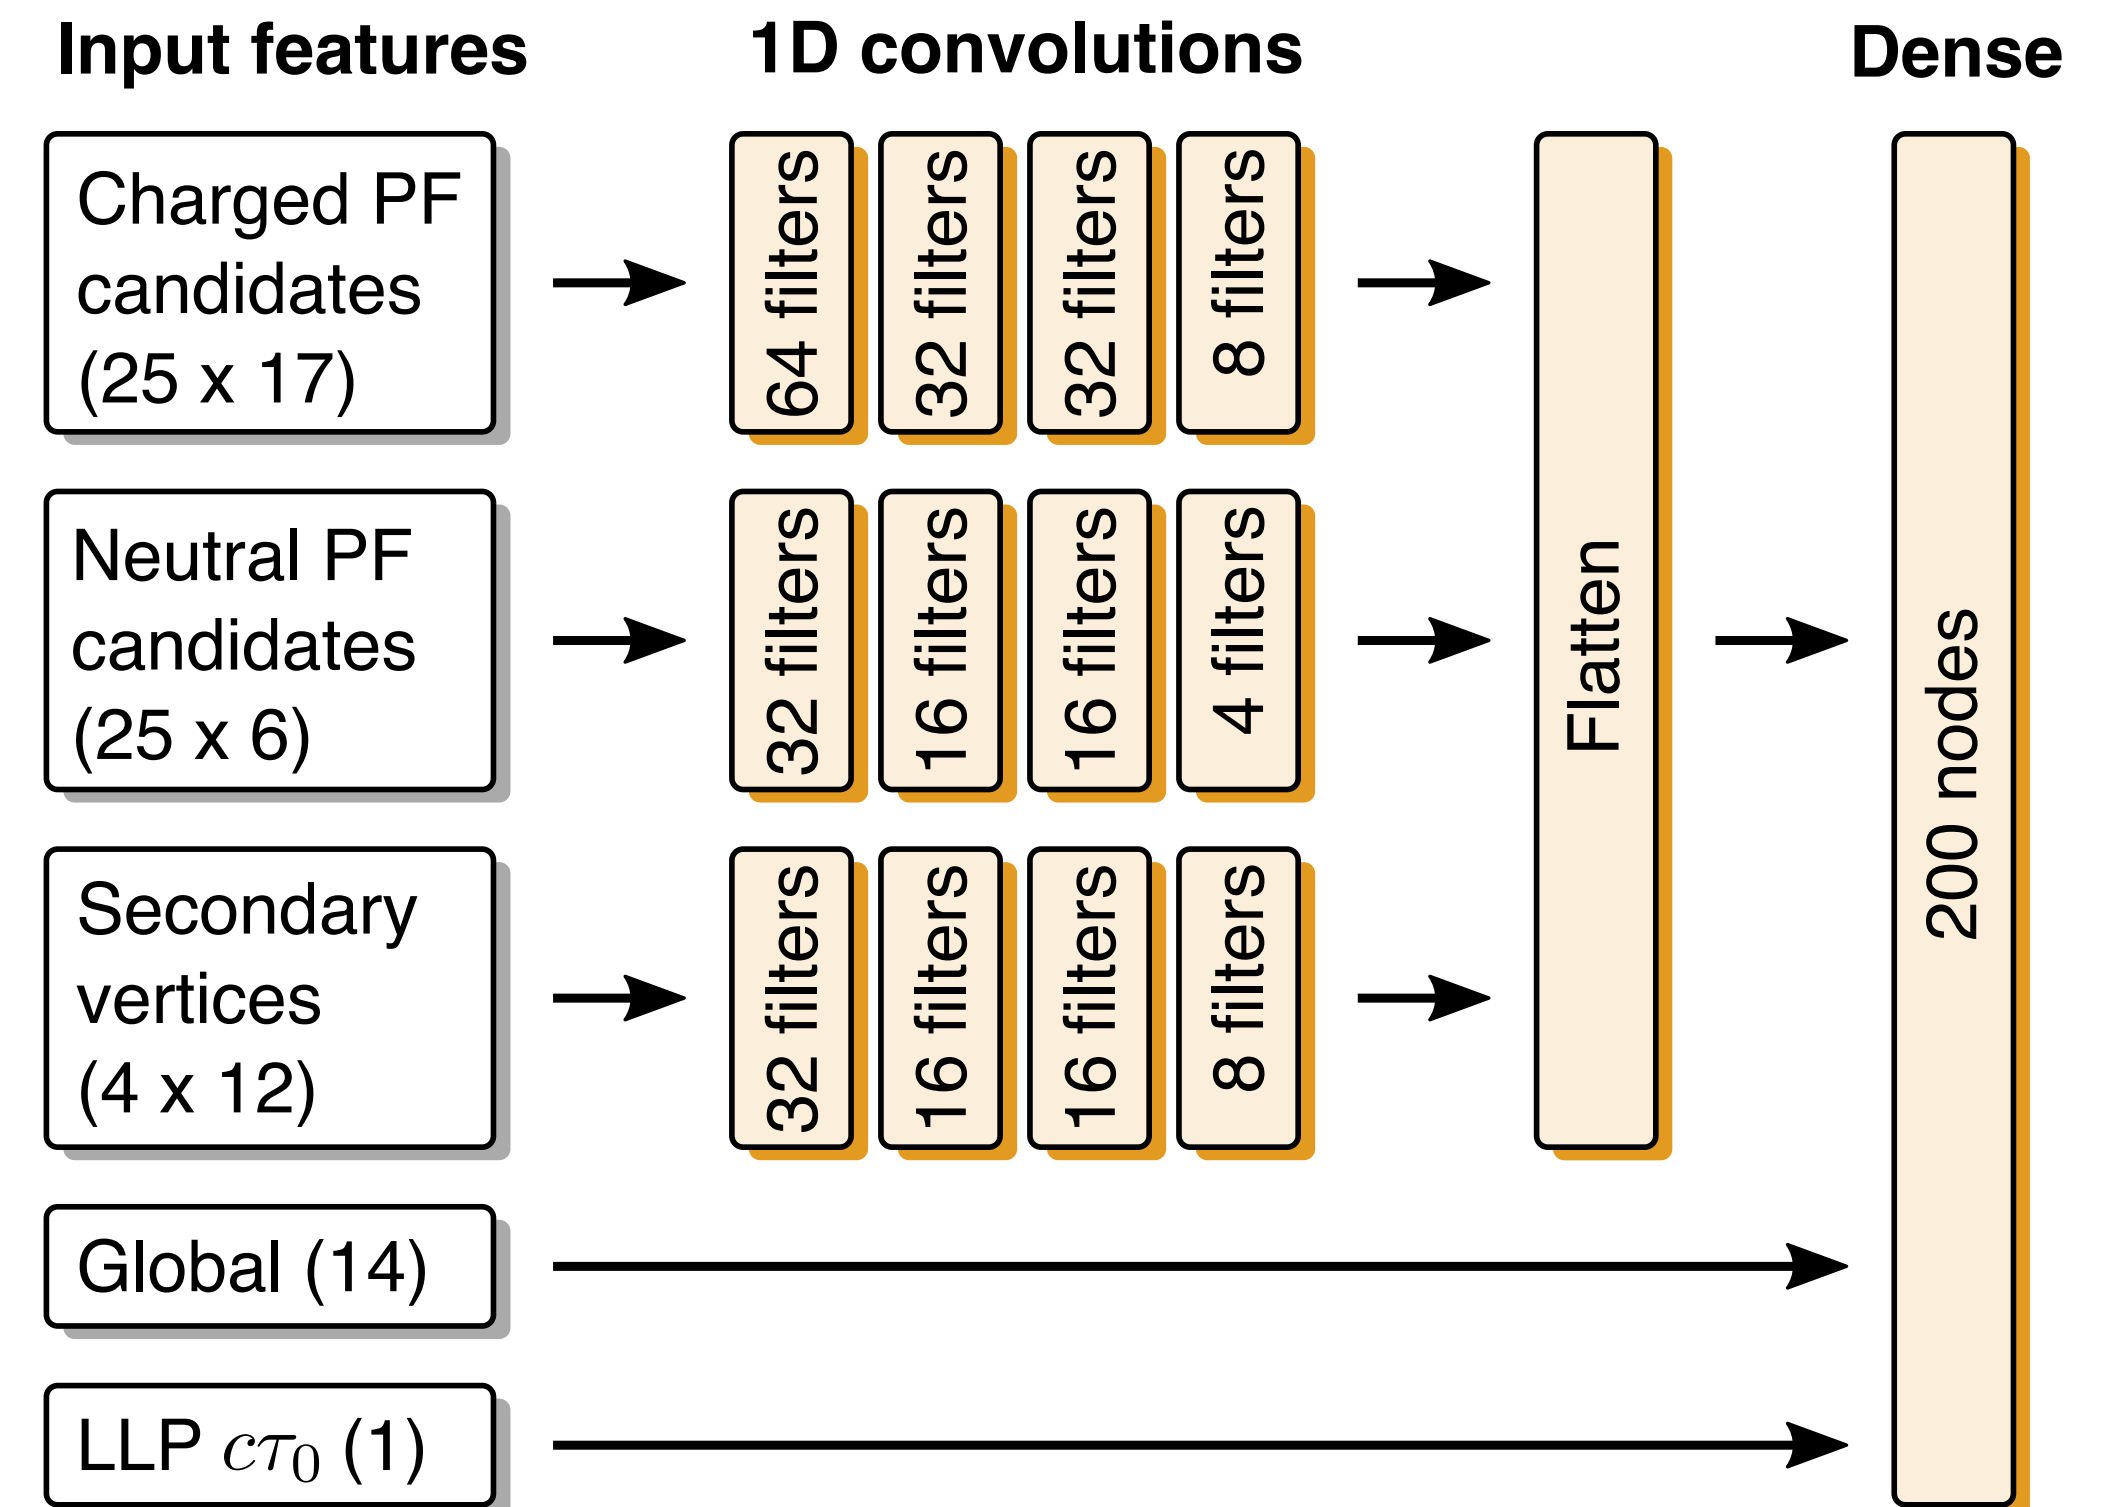 Input features
1D convolutions
Dense
Charged PF
candidates
(25 x 17)
64 filters
32 filters
32 filters
8 filters
Neutral PF
candidates
(25 x 6)
32 filters
16 filters
16 filters
4 filters
Secondary
vertices
(4 x 12)
32 filters
16 filters
16 filters
8 filters
Flatten
200 nodes
Global (14)
LLP cτ₀ (1)